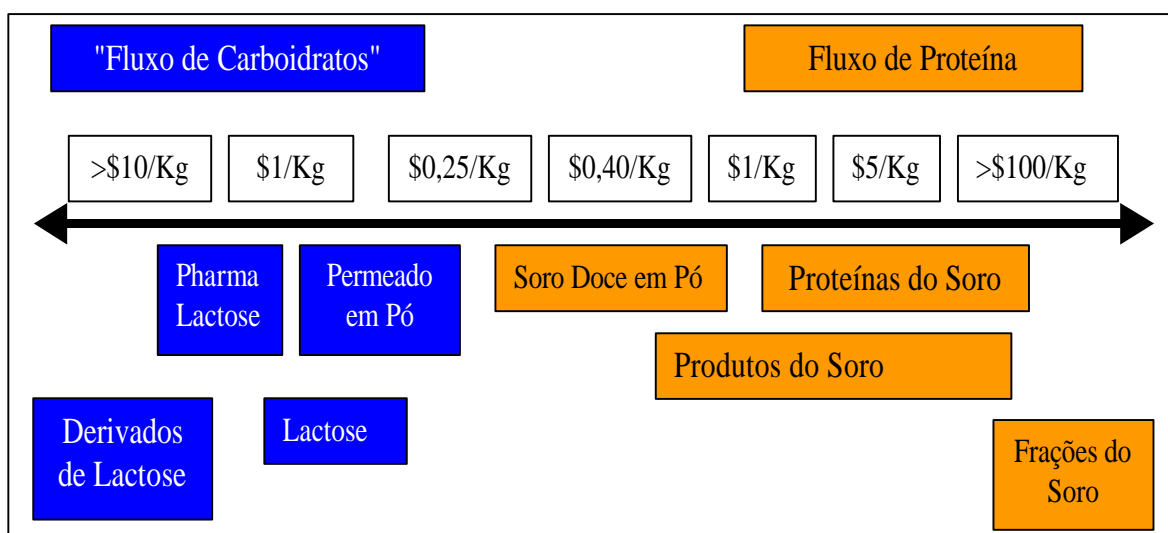 "Fluxo de Carboidratos"
Fluxo de Proteína
>$10/Kg
$1/Kg
$0,25/Kg
$0,40/Kg
$1/Kg
$5/Kg
>$100/Kg
Pharma
Lactose
Permeado
em Pó
Soro Doce em Pó
Proteínas do Soro
Produtos do Soro
Derivados
de Lactose
Lactose
Frações do
Soro